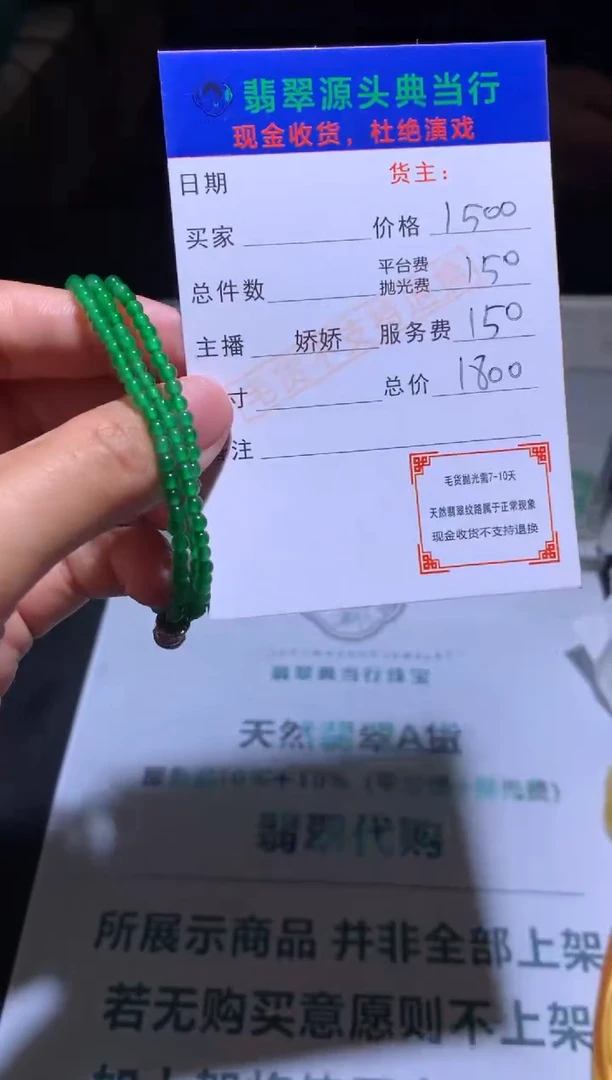 翡翠源头典当行
现金收货，杜绝演戏
日期 货主：
买家 价格 1500
总件数 平台费 抛光费 150
主播 娇娇 服务费 150
寸 总价 1800
注
毛货抛光需7-10天
天然翡翠纹路属于正常现象
现金收货不支持退换
翡翠典当行珠宝
天然翡翠A货
翡翠代购
所展示商品 并非全部上架
若无购买意愿则不上架